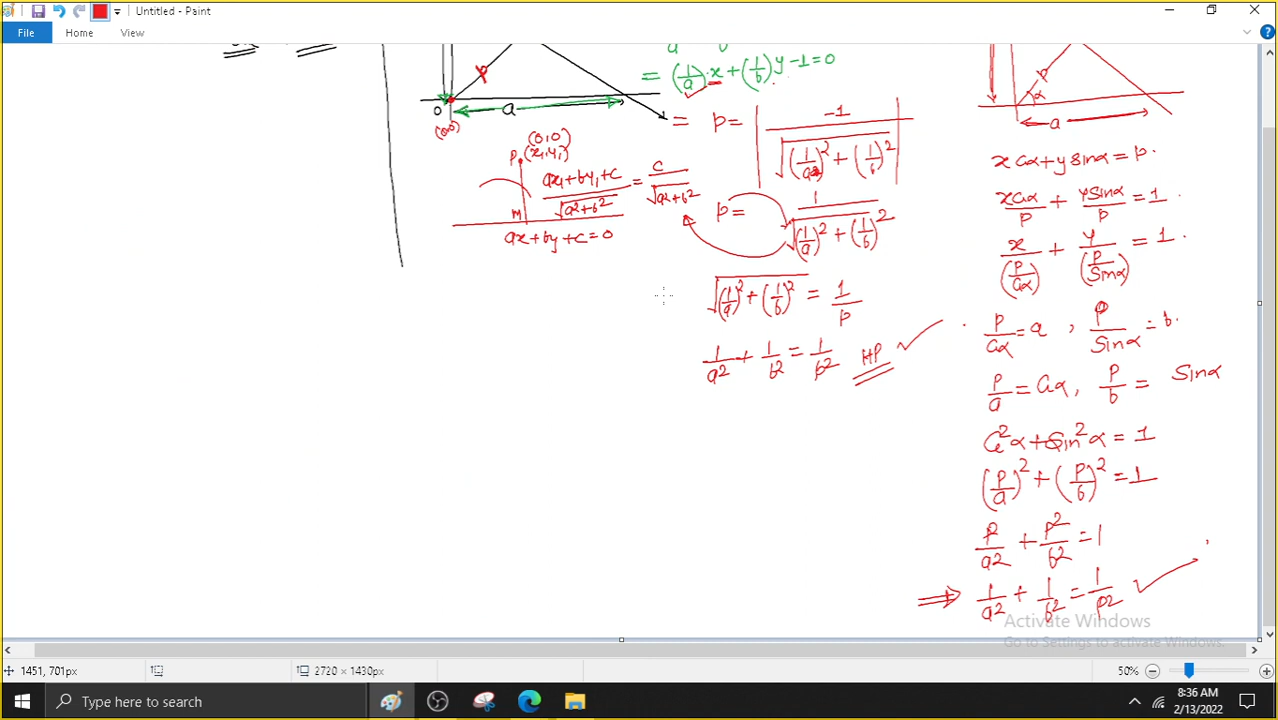 Untitled - Paint
File Home View
= (1/a)·x + (1/b)y - 1 = 0
p
0
a
(0,0)
= p = | -1 / √((1/a)² + (1/b)²) |
(0,0)
P (x₁, y₁)
(ax₁ + by₁ + c) / √(a² + b²) = c / √(a² + b²)
M
ax + by + c = 0
p = 1 / √((1/a)² + (1/b)²)
√((1/a)² + (1/b)²) = 1/p
1/a² + 1/b² = 1/p² HP
p
α
a
x cosα + y sinα = p.
x cosα/p + y sinα/p = 1.
x/(p/cosα) + y/(p/sinα) = 1.
p/cosα = a, p/sinα = b.
p/a = cosα, p/b = sinα
cos²α + sin²α = 1
(p/a)² + (p/b)² = 1
p²/a² + p²/b² = 1
⇒ 1/a² + 1/b² = 1/p²
Activate Windows
Go to Settings to activate Windows.
1451, 701px
2720 × 1430px
50%
Type here to search
8:36 AM
2/13/2022